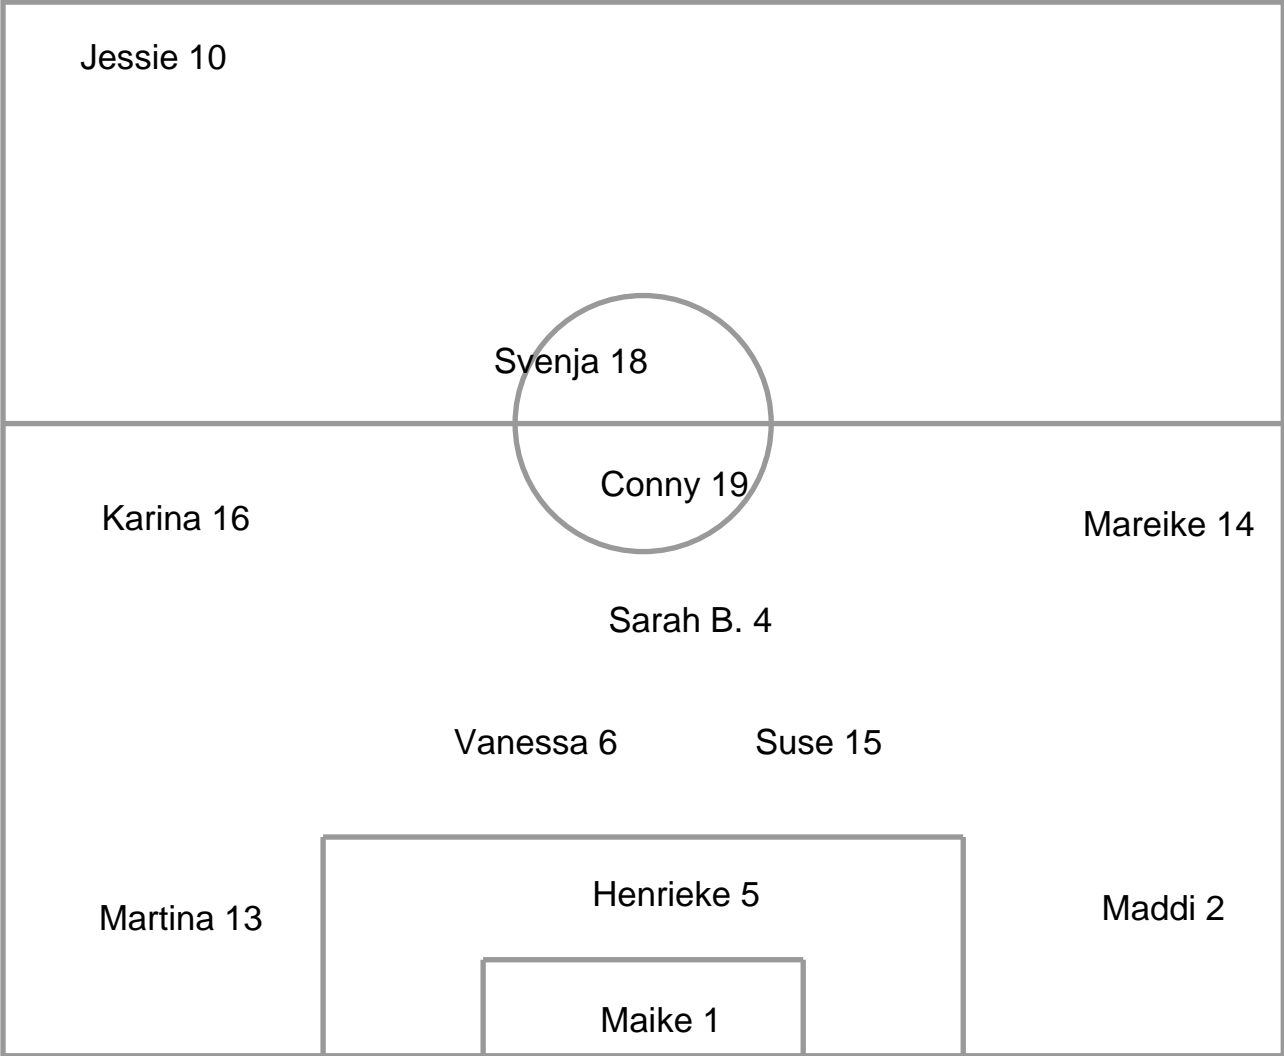 Jessie 10
Svenja 18
Conny 19
Karina 16
Mareike 14
Sarah B. 4
Vanessa 6
Suse 15
Henrieke 5
Martina 13
Maddi 2
Maike 1